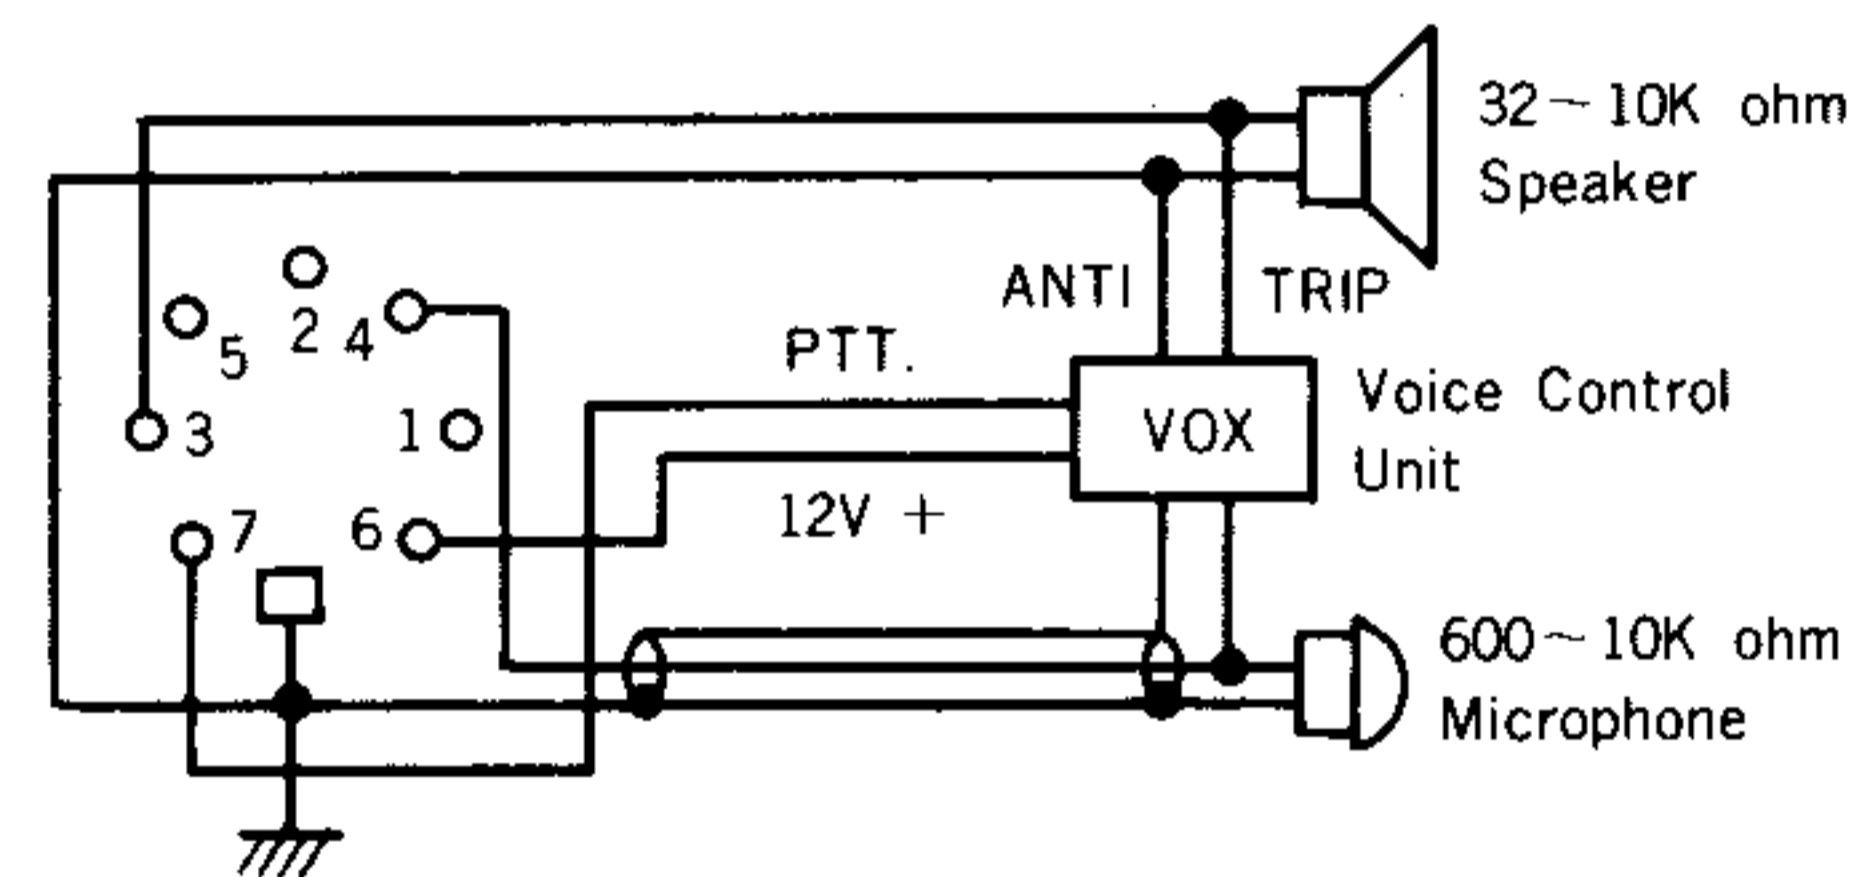 32~10K ohm
Speaker
ANTI TRIP
2
4
5
PTT.
Voice Control
Unit
VOX
3
1
7
6
12V +
600~10K ohm
Microphone